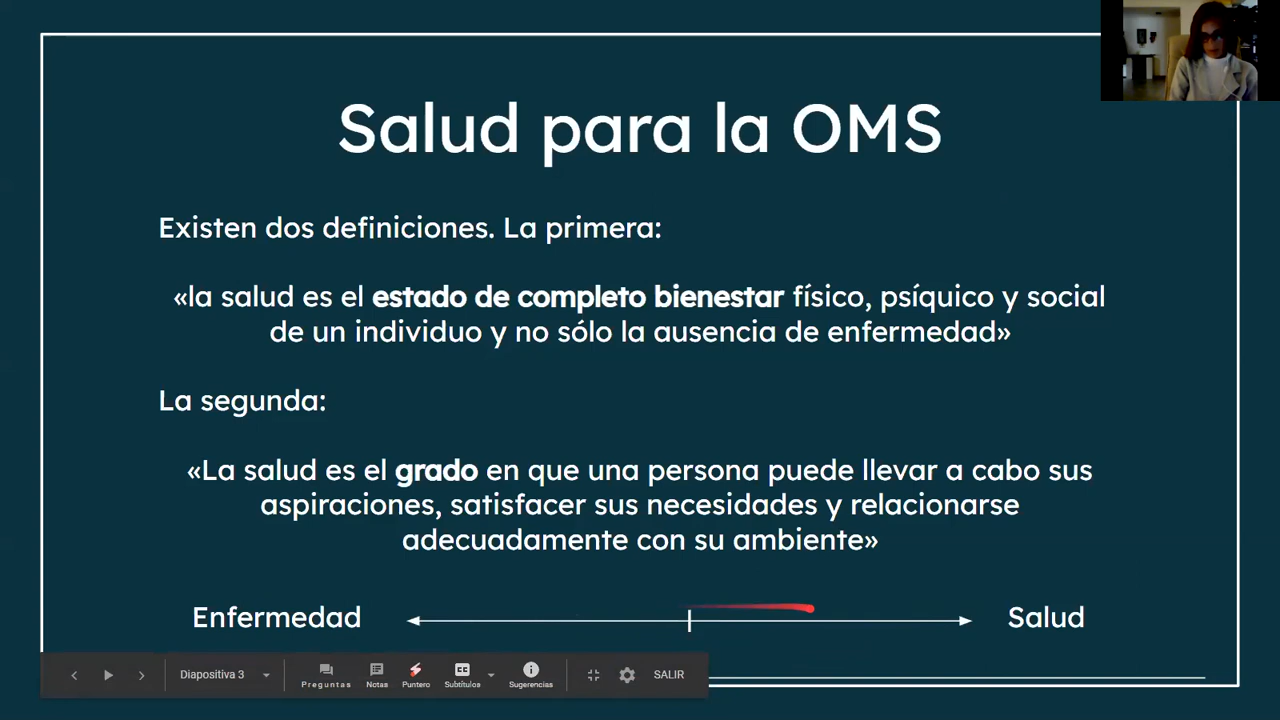 Salud para la OMS
Existen dos definiciones. La primera:
«la salud es el estado de completo bienestar físico, psíquico y social
de un individuo y no sólo la ausencia de enfermedad»
La segunda:
«La salud es el grado en que una persona puede llevar a cabo sus
aspiraciones, satisfacer sus necesidades y relacionarse
adecuadamente con su ambiente»
Enfermedad
Salud
Diapositiva 3
Preguntas
Notas
Puntero
Subtítulos
Sugerencias
SALIR